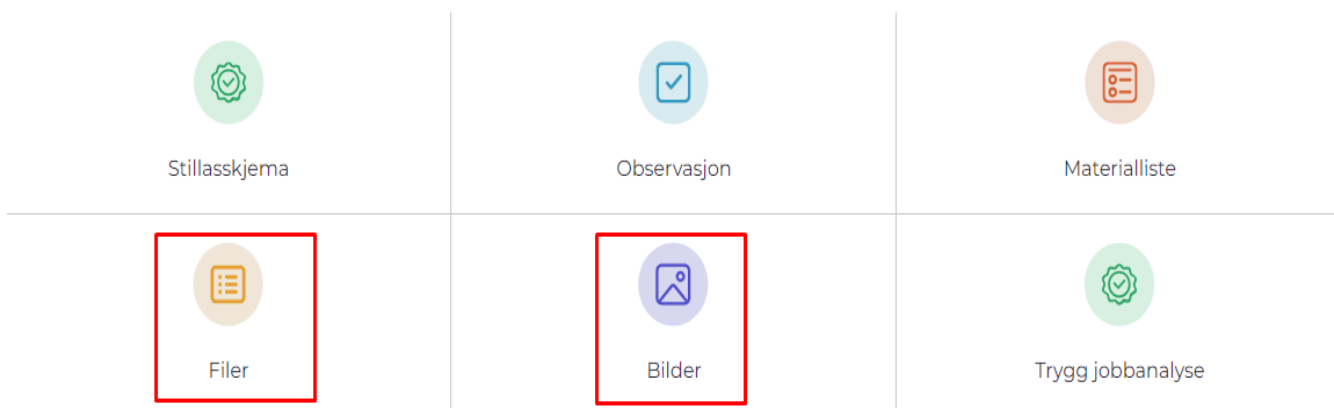 Stillasskjema
Observasjon
Materialliste
Filer
Bilder
Trygg jobbanalyse